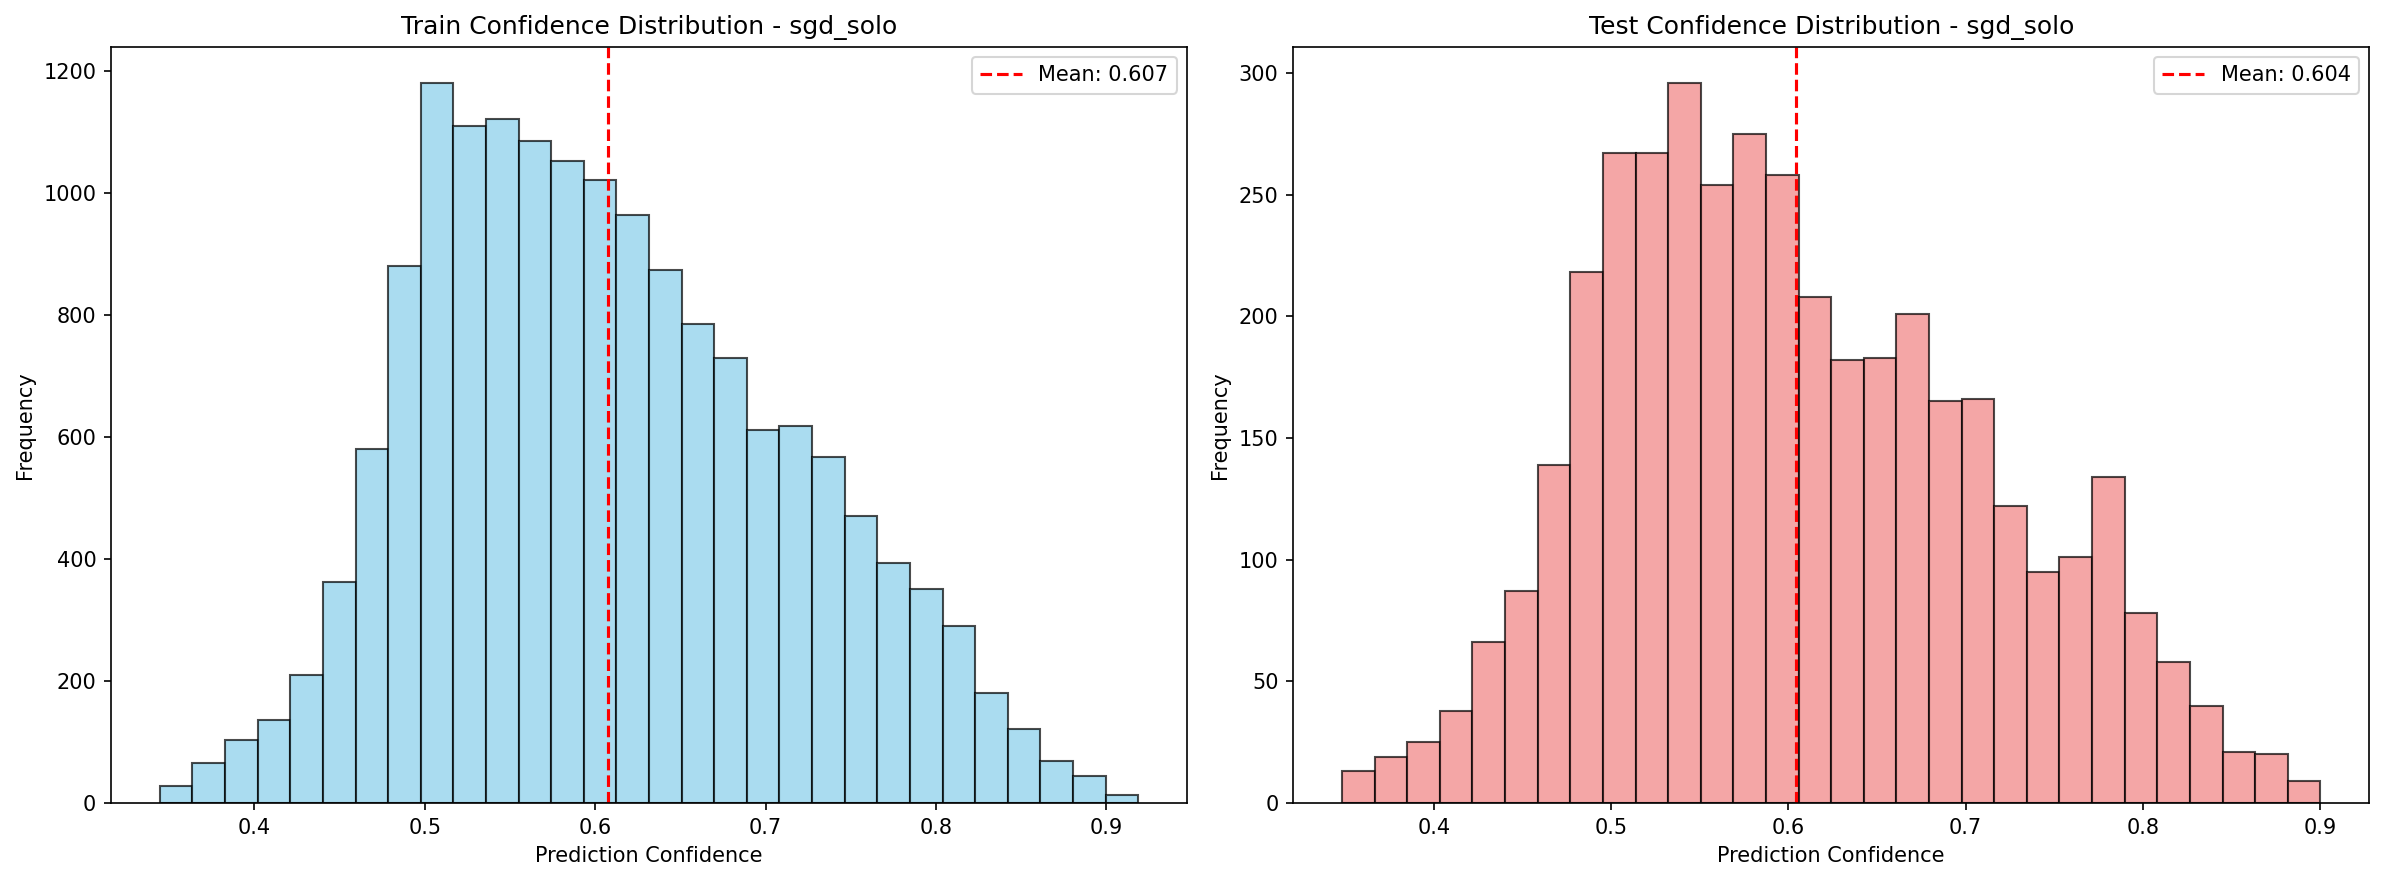 Train Confidence Distribution - sgd_solo
Mean: 0.607
Frequency
1200
1000
800
600
400
200
0
0.4 0.5 0.6 0.7 0.8 0.9
Prediction Confidence
Test Confidence Distribution - sgd_solo
Mean: 0.604
Frequency
300
250
200
150
100
50
0
0.4 0.5 0.6 0.7 0.8 0.9
Prediction Confidence